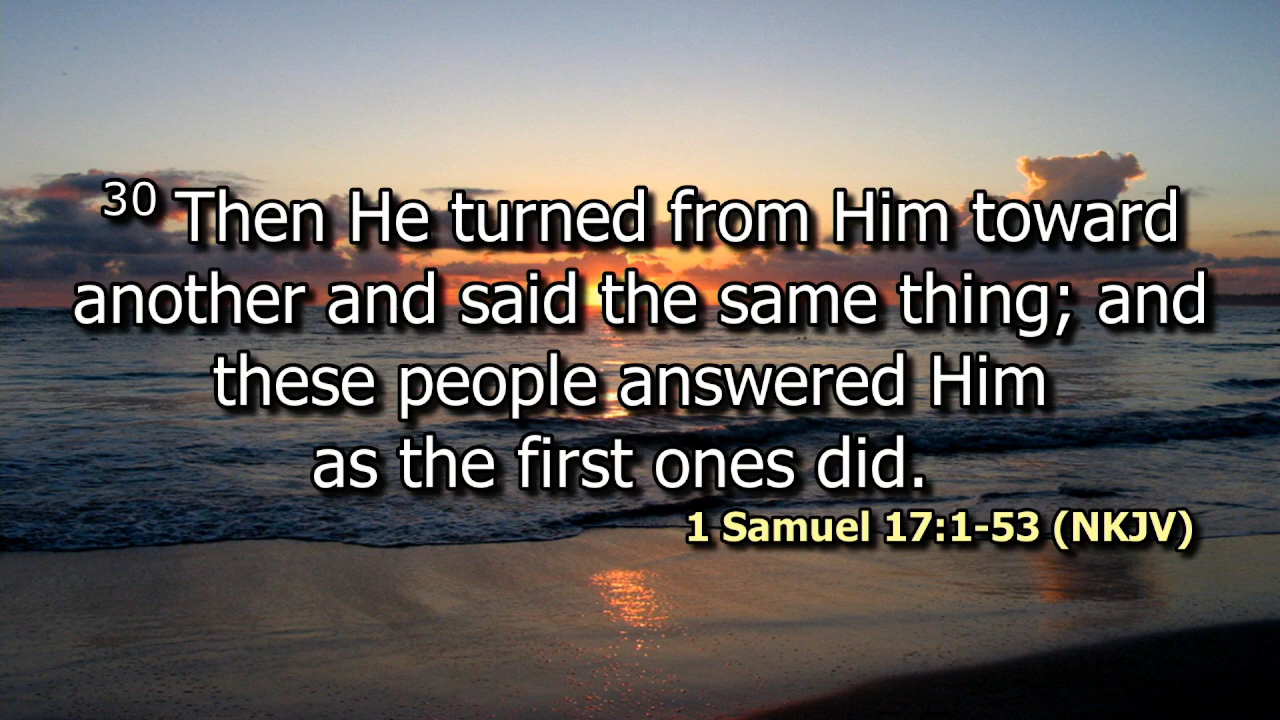 30 Then He turned from Him toward
another and said the same thing; and
these people answered Him
as the first ones did.
1 Samuel 17:1-53 (NKJV)